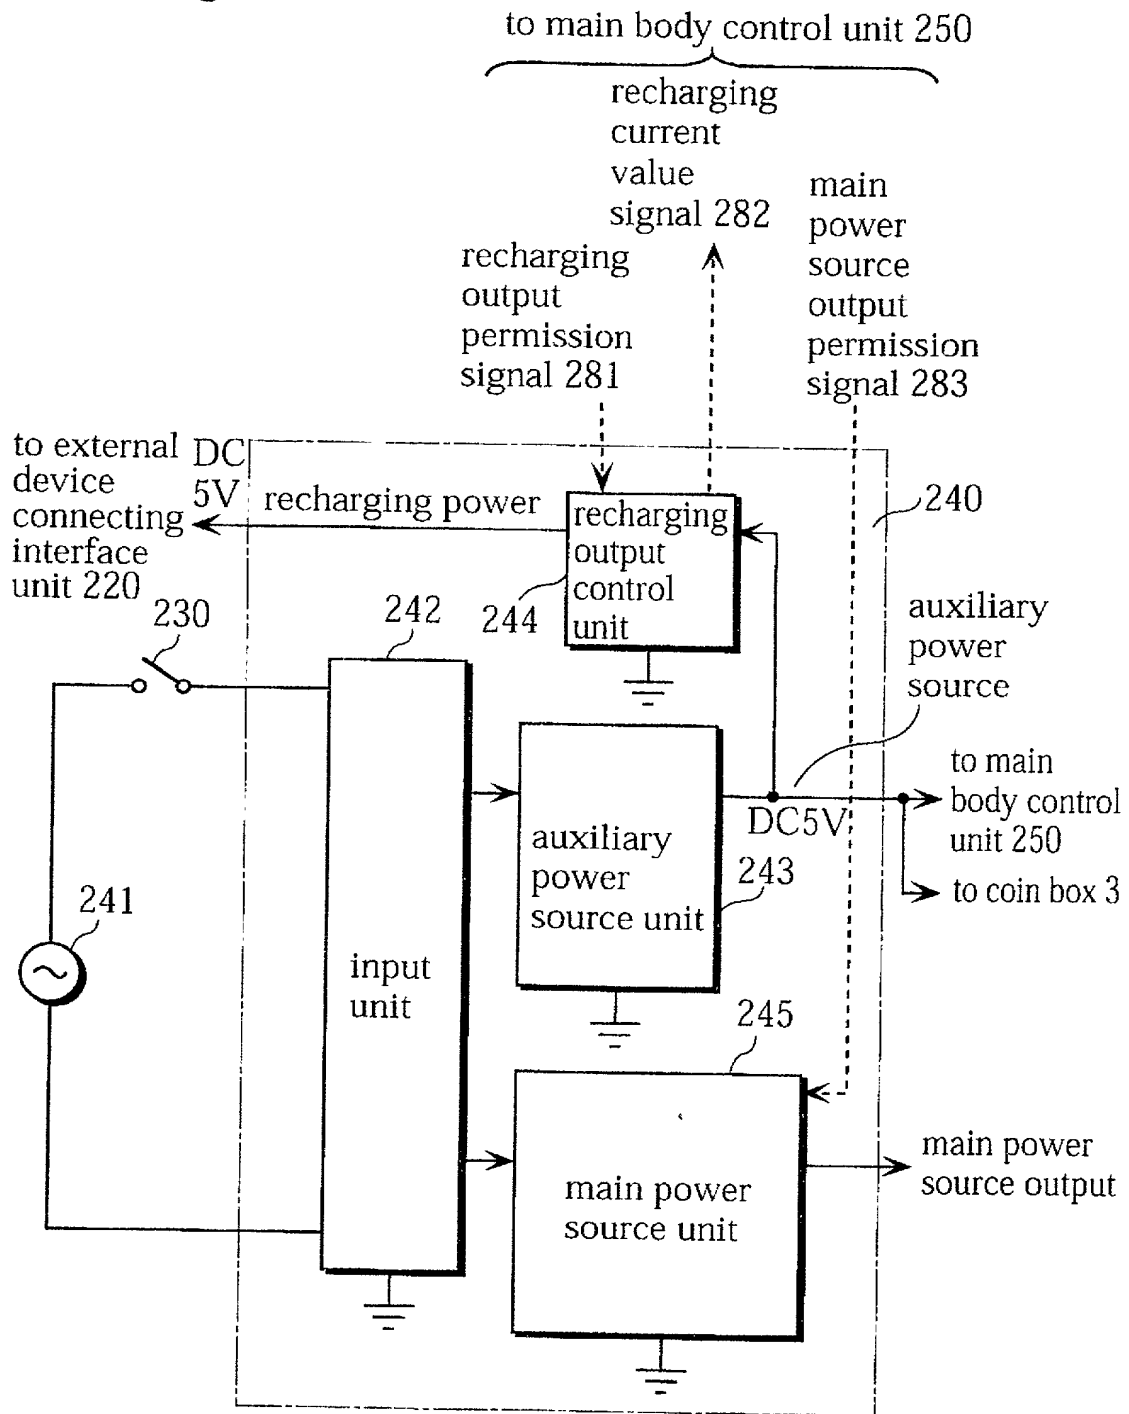 to main body control unit 250
recharging
current
value
signal 282
main
power
source
output
permission
signal 283
recharging
output
permission
signal 281
to external
device
connecting
interface
unit 220
DC
5V
recharging power
recharging
output
control
unit
244
240
230
242
auxiliary
power
source
to main
body control
unit 250
DC5V
to coin box 3
auxiliary
power
source unit
243
241
input
unit
245
main power
source unit
main power
source output